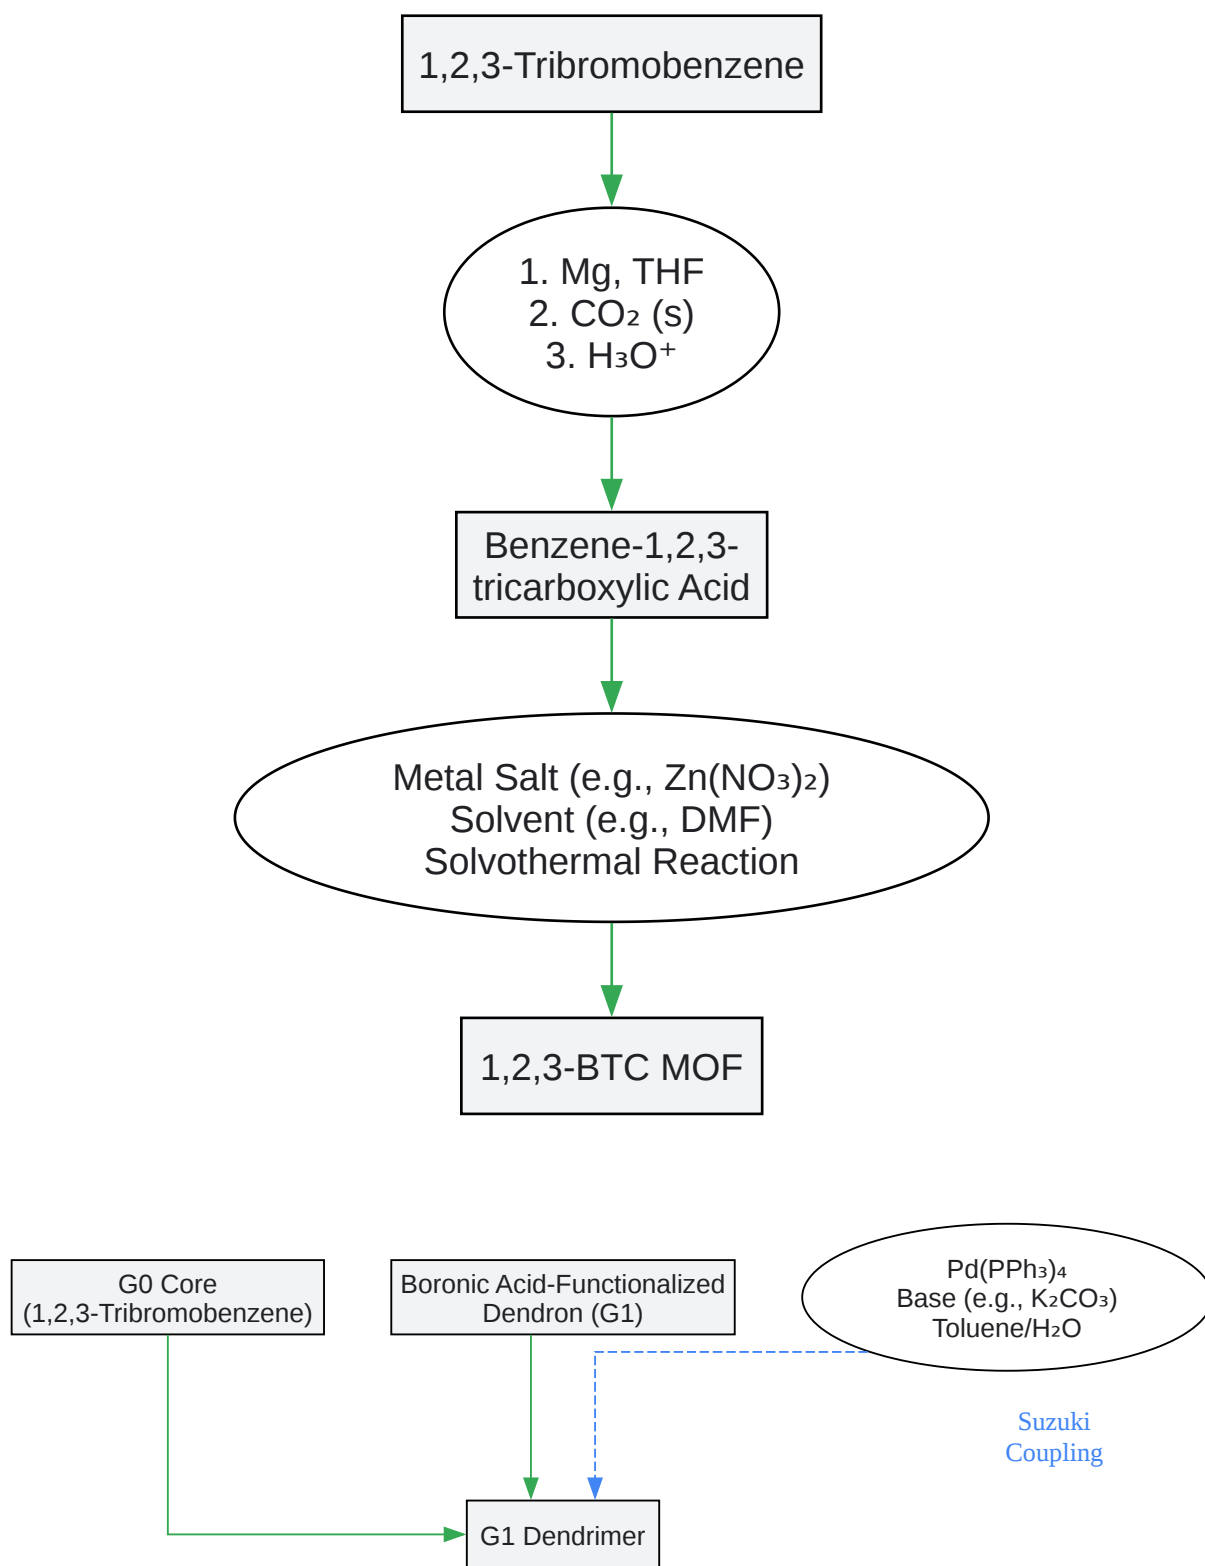 1,2,3-Tribromobenzene
1. Mg, THF
2. CO₂ (s)
3. H₃O⁺
Benzene-1,2,3-
tricarboxylic Acid
Metal Salt (e.g., Zn(NO₃)₂)
Solvent (e.g., DMF)
Solvothermal Reaction
1,2,3-BTC MOF
G0 Core
(1,2,3-Tribromobenzene)
Boronic Acid-Functionalized
Dendron (G1)
Pd(PPh₃)₄
Base (e.g., K₂CO₃)
Toluene/H₂O
Suzuki
Coupling
G1 Dendrimer